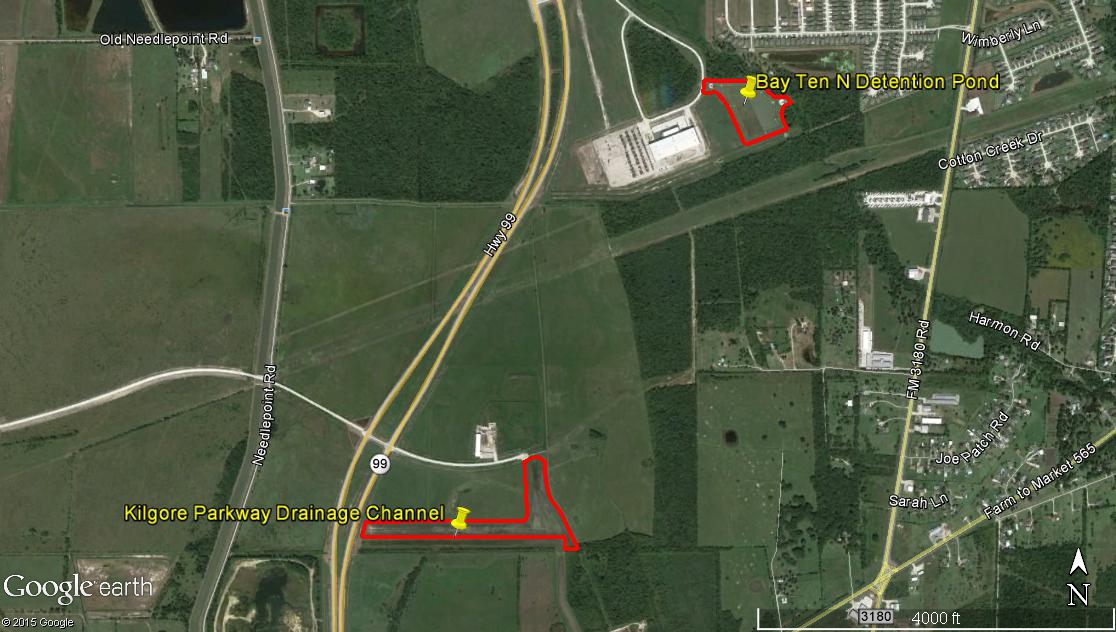 Old Needlepoint Rd
Wimberly Ln
Bay Ten N Detention Pond
Cotton Creek Dr
Hwy 99
Harmon Rd
FM 3180 Rd
Needlepoint Rd
Joe Patch Rd
99
Farm to Market 565
Sarah Ln
Kilgore Parkway Drainage Channel
Google earth
N
© 2015 Google
3180
4000 ft